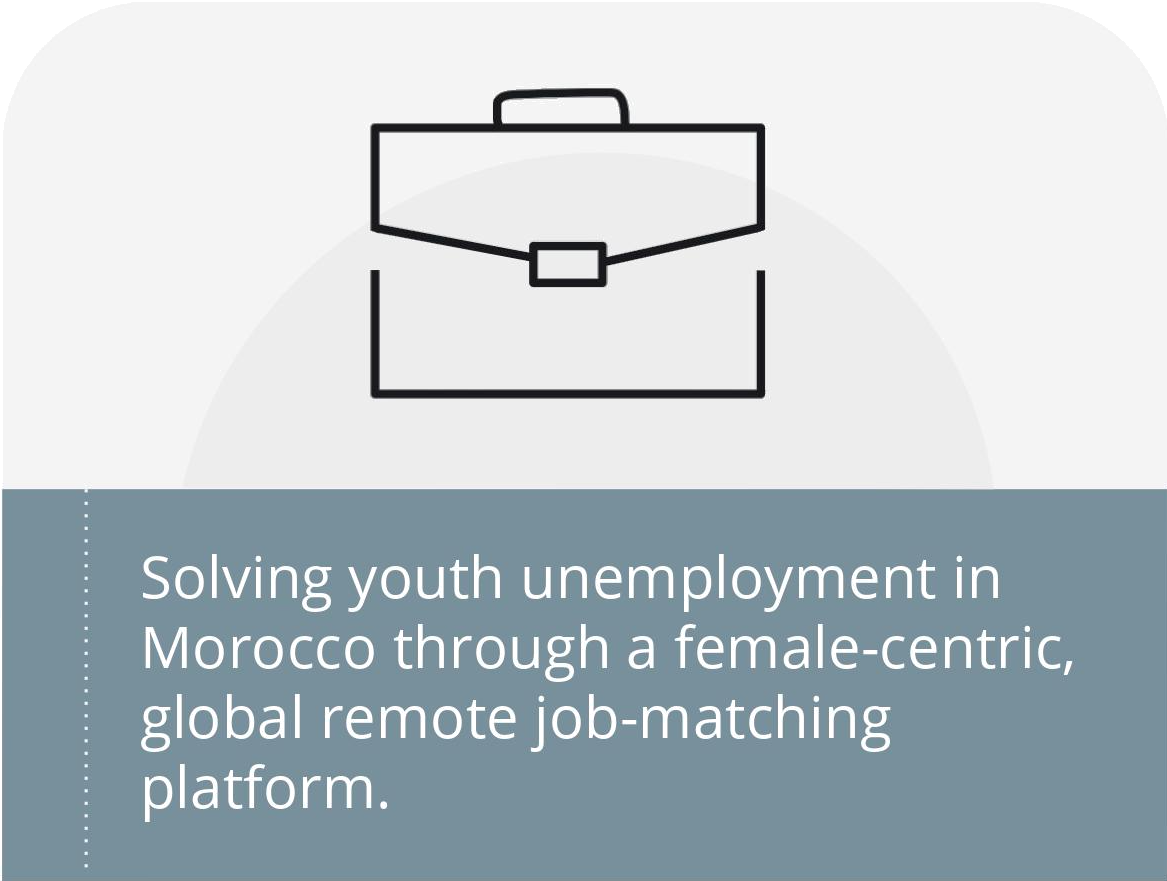 Solving youth unemployment in
Morocco through a female-centric,
global remote job-matching
platform.